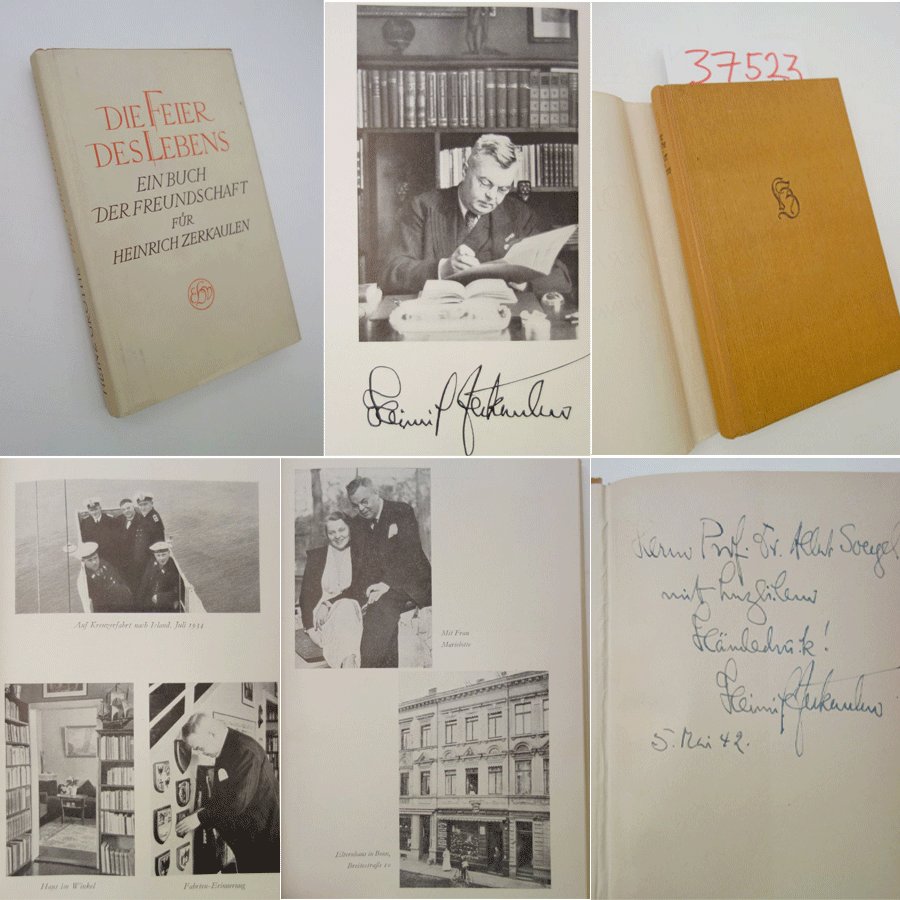 DIE FEIER
DES LEBENS
EIN BUCH
DER FREUNDSCHAFT
FÜR
HEINRICH ZERKAULEN
37523
Auf Kreuzerfahrt nach Island. Juli 1934
Haus im Winkel
Fahrten-Erinnerung
Mit Frau
Marielote
Elternhaus in Bonn,
Breitestraße 10
Herrn Prof. Dr. Albert Soergel
mit herzlichem
Händedruck!
Heinrich Zerkaulen
5. Mai 42.